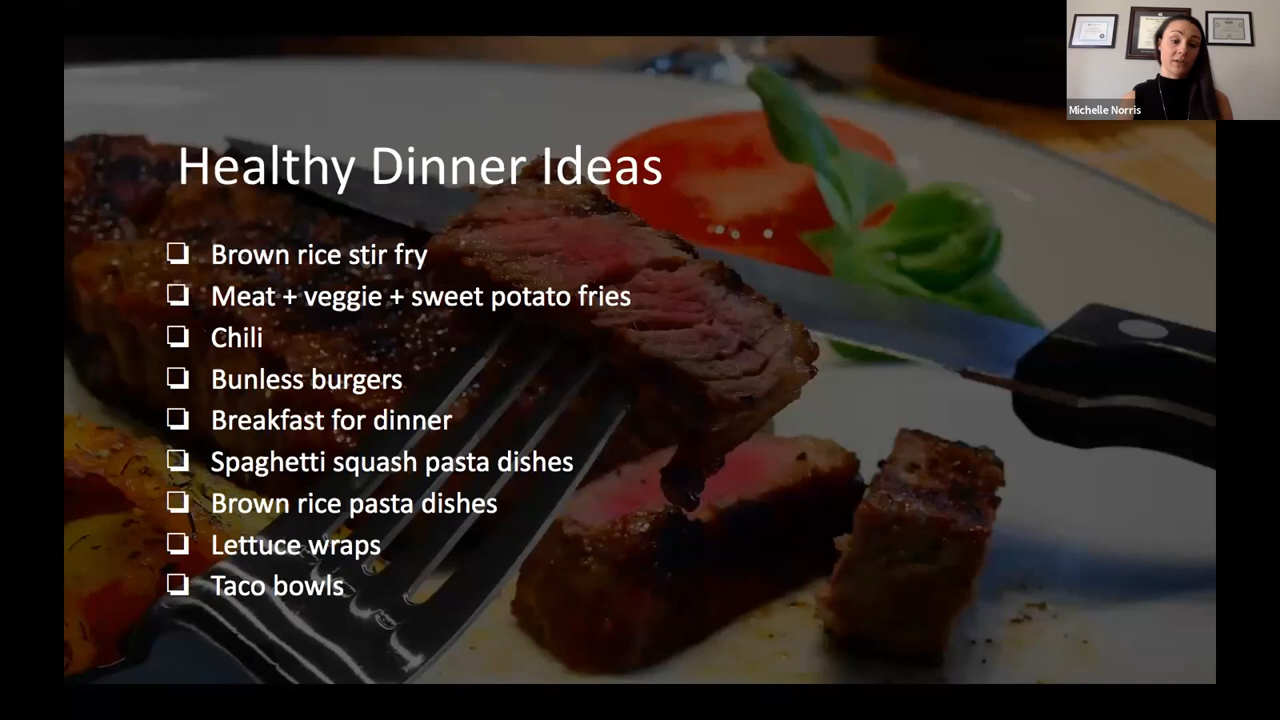 Michelle Norris
Healthy Dinner Ideas
Brown rice stir fry
Meat + veggie + sweet potato fries
Chili
Bunless burgers
Breakfast for dinner
Spaghetti squash pasta dishes
Brown rice pasta dishes
Lettuce wraps
Taco bowls